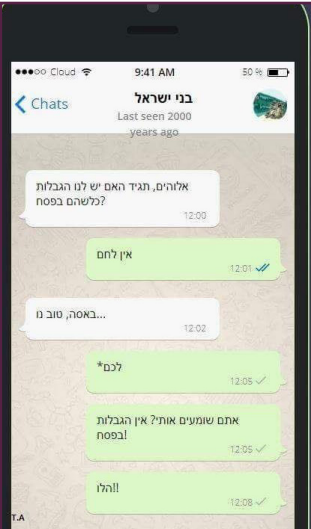 Cloud
9:41 AM
50 %
Chats
בני ישראל
Last seen 2000
years ago
אלוהים, תגיד האם יש לנו הגבלות
כלשהם בפסח?
12:00
אין לחם
12:01
באסה, טוב נו...
12:02
לכם*
12:05
אתם שומעים אותי? אין הגבלות
בפסח!
12:05
הלו!!
12:08
T.A